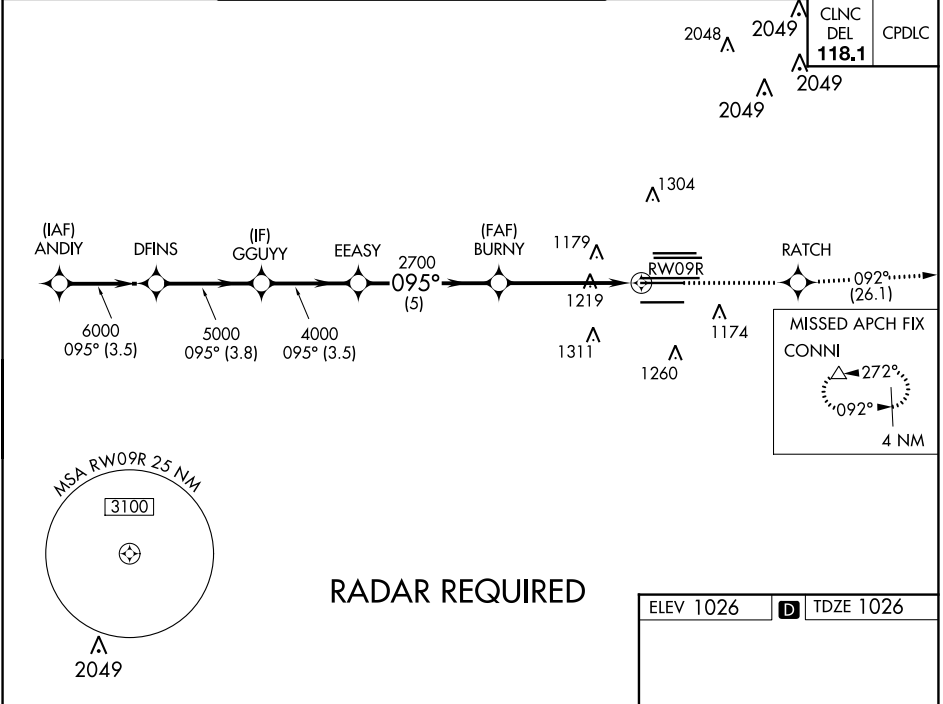 CLNC
DEL
118.1
CPDLC
2048
2049
2049
2049
1304
(IAF)
ANDIY
DFINS
(IF)
GGUYY
EEASY
2700
095°
(5)
(FAF)
BURNY
1179
1219
1311
RW09R
RATCH
092°
(26.1)
6000
095° (3.5)
5000
095° (3.8)
4000
095° (3.5)
1174
1260
MISSED APCH FIX
CONNI
272°
092°
4 NM
MSA RW09R 25 NM
3100
2049
RADAR REQUIRED
ELEV 1026 D TDZE 1026